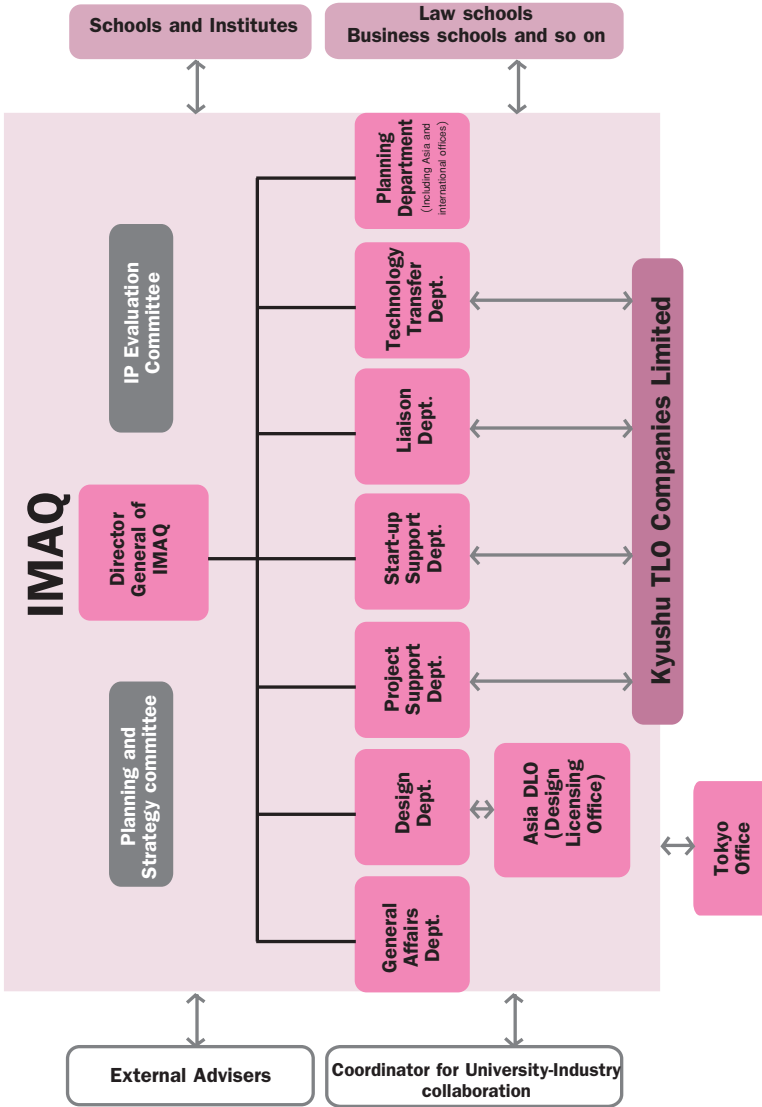 Schools and Institutes
Law schools
Business schools and so on
IMAQ
Director
General of
IMAQ
Planning and
Strategy committee
IP Evaluation
Committee
General
Affairs
Dept.
Design
Dept.
Project
Support
Dept.
Start-up
Support
Dept.
Liaison
Dept.
Technology
Transfer
Dept.
Planning
Department
(Including Asia and
international offices)
Asia DLO
(Design
Licensing
Office)
Kyushu TLO Companies Limited
Tokyo
Office
External Advisers
Coordinator for University-Industry
collaboration